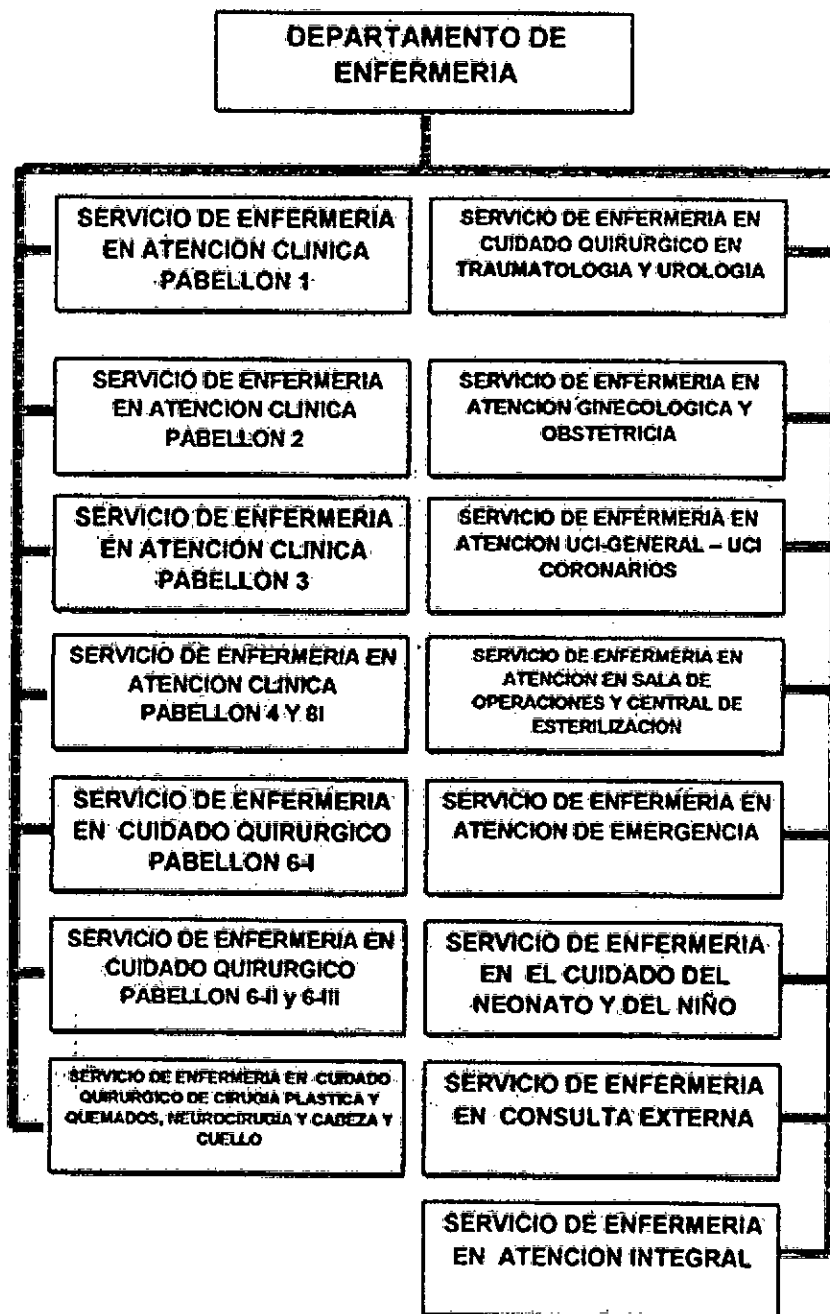 DEPARTAMENTO DE
ENFERMERIA
SERVICIO DE ENFERMERIA
EN ATENCION CLINICA
PABELLON 1
SERVICIO DE ENFERMERIA
EN ATENCION CLINICA
PABELLON 2
SERVICIO DE ENFERMERIA
EN ATENCION CLINICA
PABELLON 3
SERVICIO DE ENFERMERIA EN
ATENCION CLINICA
PABELLON 4 Y 8I
SERVICIO DE ENFERMERIA
EN CUIDADO QUIRURGICO
PABELLON 6-I
SERVICIO DE ENFERMERIA EN
CUIDADO QUIRURGICO
PABELLON 6-II y 6-III
SERVICIO DE ENFERMERIA EN CUIDADO
QUIRURGICO DE CIRUGIA PLASTICA Y
QUEMADOS, NEUROCIRUGIA Y CABEZA Y
CUELLO
SERVICIO DE ENFERMERIA EN
CUIDADO QUIRURGICO EN
TRAUMATOLOGIA Y UROLOGIA
SERVICIO DE ENFERMERIA EN
ATENCION GINECOLOGICA Y
OBSTETRICIA
SERVICIO DE ENFERMERIA EN
ATENCION UCI-GENERAL – UCI
CORONARIOS
SERVICIO DE ENFERMERIA EN
ATENCION EN SALA DE
OPERACIONES Y CENTRAL DE
ESTERILIZACION
SERVICIO DE ENFERMERIA EN
ATENCION DE EMERGENCIA
SERVICIO DE ENFERMERIA
EN EL CUIDADO DEL
NEONATO Y DEL NIÑO
SERVICIO DE ENFERMERIA
EN CONSULTA EXTERNA
SERVICIO DE ENFERMERIA
EN ATENCION INTEGRAL